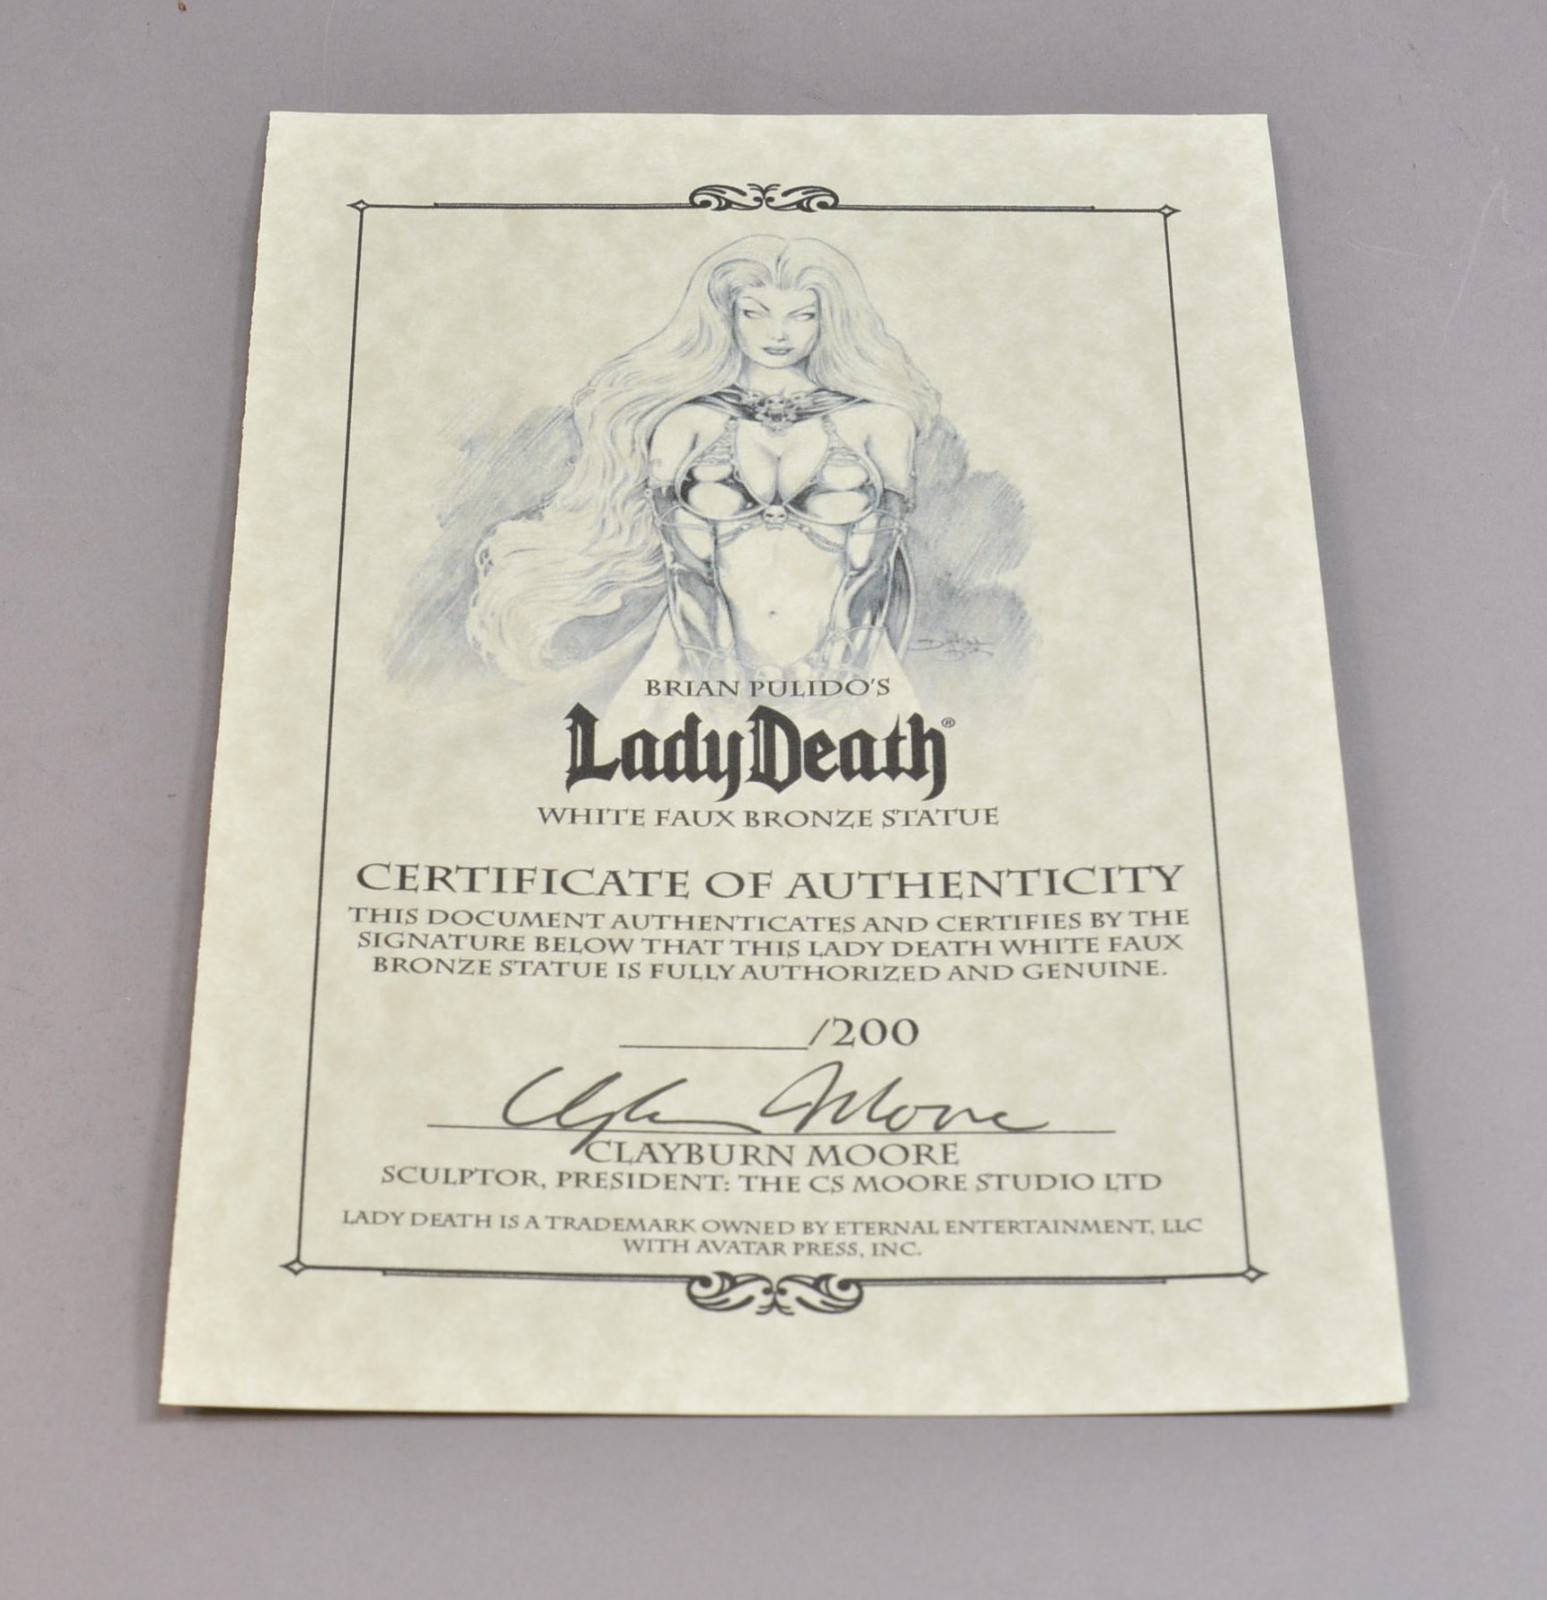 BRIAN PULIDO'S
Lady Death®
WHITE FAUX BRONZE STATUE
CERTIFICATE OF AUTHENTICITY
THIS DOCUMENT AUTHENTICATES AND CERTIFIES BY THE
SIGNATURE BELOW THAT THIS LADY DEATH WHITE FAUX
BRONZE STATUE IS FULLY AUTHORIZED AND GENUINE.
/200
Clayburn Moore
CLAYBURN MOORE
SCULPTOR, PRESIDENT: THE CS MOORE STUDIO LTD
LADY DEATH IS A TRADEMARK OWNED BY ETERNAL ENTERTAINMENT, LLC
WITH AVATAR PRESS, INC.